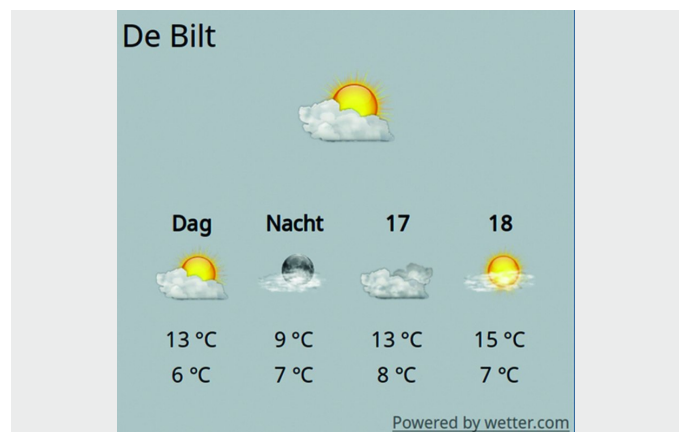 De Bilt
Dag Nacht 17 18
13 °C 9 °C 13 °C 15 °C
6 °C 7 °C 8 °C 7 °C
Powered by wetter.com